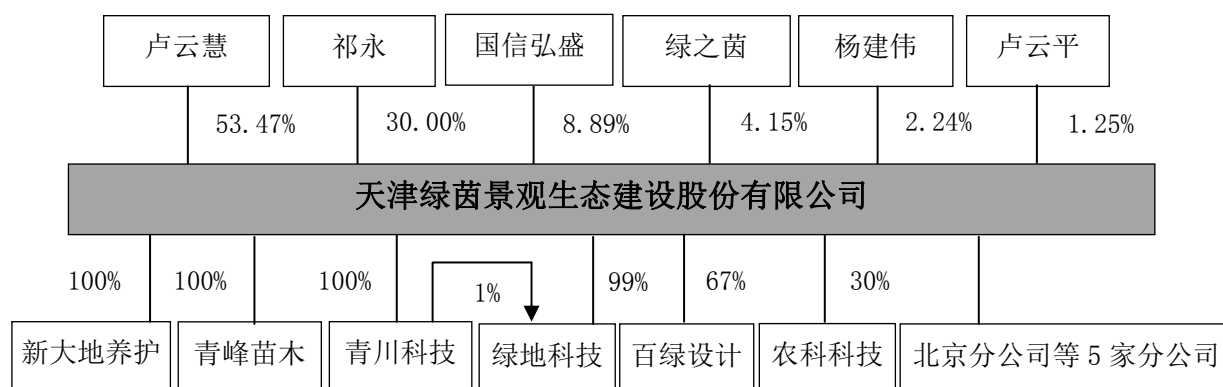 卢云慧 祁永 国信弘盛 绿之茵 杨建伟 卢云平
53.47% 30.00% 8.89% 4.15% 2.24% 1.25%
天津绿茵景观生态建设股份有限公司
100% 100% 100% 1% 99% 67% 30%
新大地养护 青峰苗木 青川科技 绿地科技 百绿设计 农科科技 北京分公司等 5 家分公司